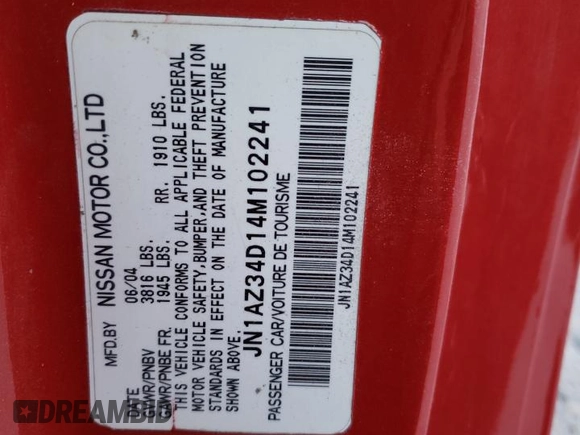 MFD.BY NISSAN MOTOR CO.,LTD
DATE 06/04
GVWR/PNBV 3816 LBS.
GAWR/PNBE FR. 1945 LBS. RR. 1910 LBS.
THIS VEHICLE CONFORMS TO ALL APPLICABLE FEDERAL
MOTOR VEHICLE SAFETY,BUMPER,AND THEFT PREVENTION
STANDARDS IN EFFECT ON THE DATE OF MANUFACTURE
SHOWN ABOVE.
JN1AZ34D14M102241
PASSENGER CAR/VOITURE DE TOURISME
JN1AZ34D14M102241
DREAMBID